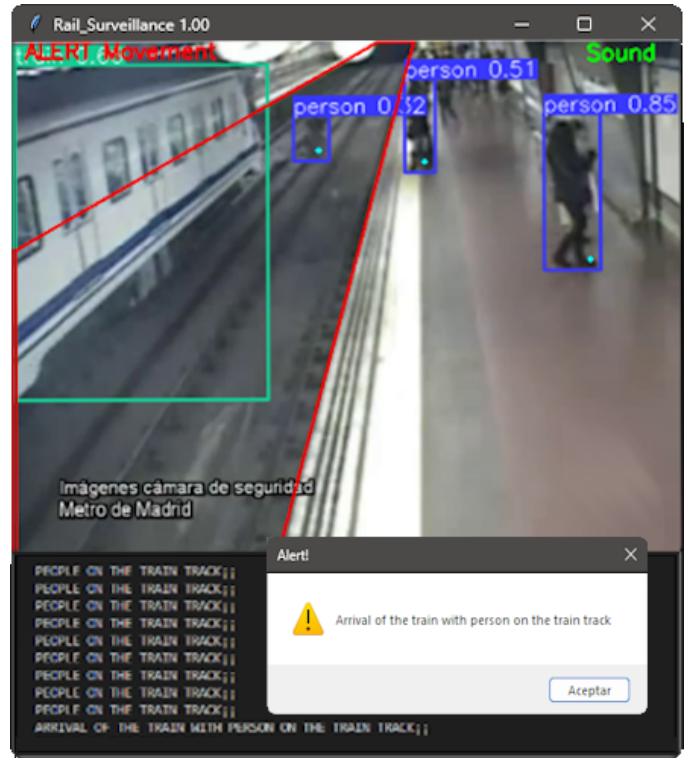 Rail_Surveillance 1.00
ALERT Movement
Sound
person 0.51
person 0.32
person 0.85
Imágenes cámara de seguridad
Metro de Madrid
Alert!
Arrival of the train with person on the train track
Aceptar
PEOPLE ON THE TRAIN TRACK¡¡
PEOPLE ON THE TRAIN TRACK¡¡
PEOPLE ON THE TRAIN TRACK¡¡
PEOPLE ON THE TRAIN TRACK¡¡
PEOPLE ON THE TRAIN TRACK¡¡
PEOPLE ON THE TRAIN TRACK¡¡
PEOPLE ON THE TRAIN TRACK¡¡
PEOPLE ON THE TRAIN TRACK¡¡
PEOPLE ON THE TRAIN TRACK¡¡
ARRIVAL OF THE TRAIN WITH PERSON ON THE TRAIN TRACK¡¡